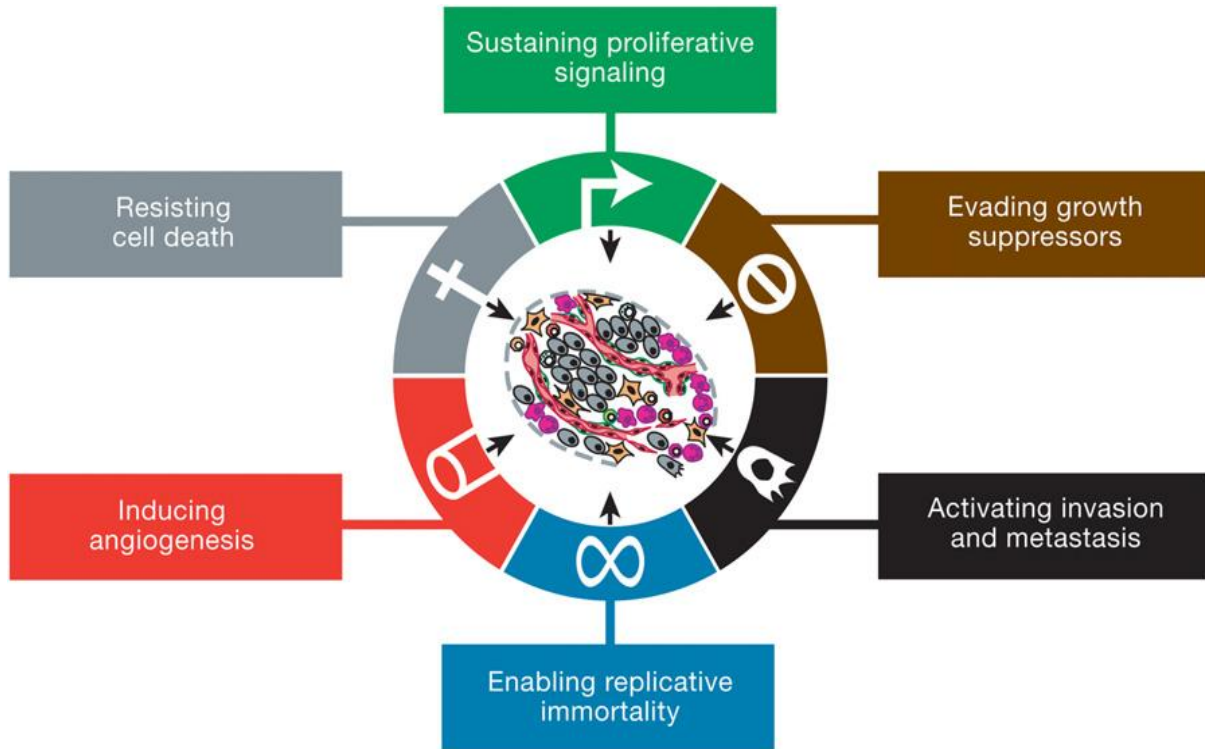 Sustaining proliferative
signaling
Resisting
cell death
Evading growth
suppressors
Inducing
angiogenesis
Activating invasion
and metastasis
Enabling replicative
immortality